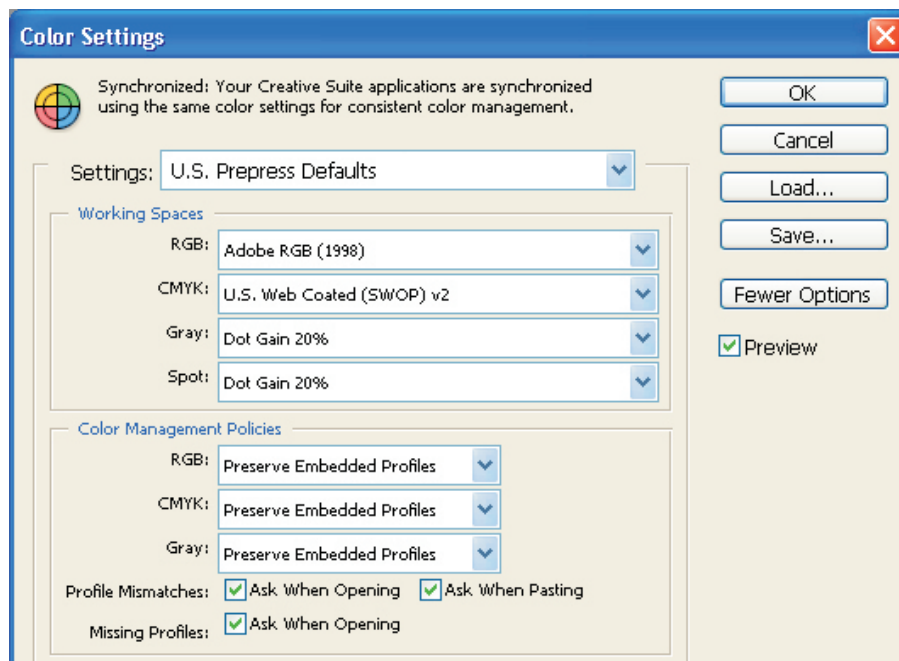 Color Settings
Synchronized: Your Creative Suite applications are synchronized
using the same color settings for consistent color management.
Settings: U.S. Prepress Defaults
Working Spaces
RGB: Adobe RGB (1998)
CMYK: U.S. Web Coated (SWOP) v2
Gray: Dot Gain 20%
Spot: Dot Gain 20%
Color Management Policies
RGB: Preserve Embedded Profiles
CMYK: Preserve Embedded Profiles
Gray: Preserve Embedded Profiles
Profile Mismatches: Ask When Opening Ask When Pasting
Missing Profiles: Ask When Opening
OK
Cancel
Load...
Save...
Fewer Options
Preview